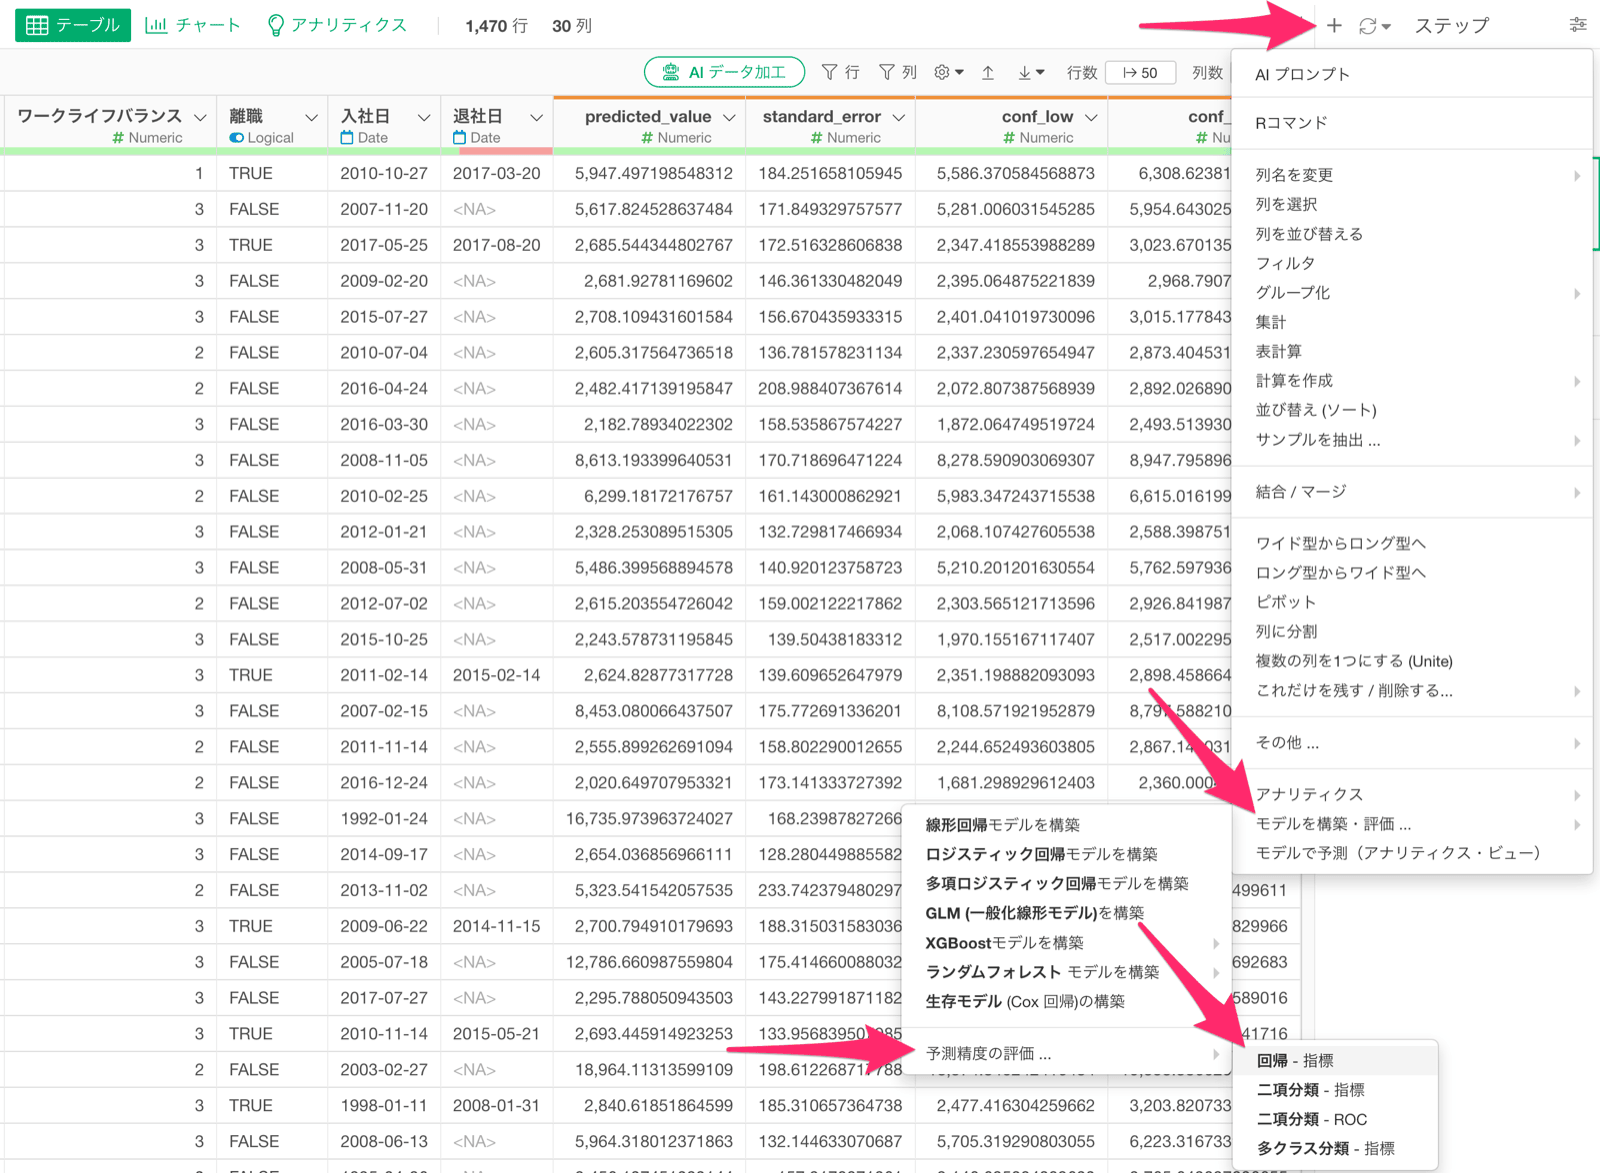 テーブル チャート アナリティクス 1,470 行 30 列 ステップ
AI データ加工 行 列 行数 50 列数
ワークライフバランス 離職 入社日 退社日 predicted_value standard_error conf_low conf_
# Numeric Logical Date Date # Numeric # Numeric # Numeric # Nu
1 TRUE 2010-10-27 2017-03-20 5,947.497198548312 184.251658105945 5,586.370584568873 6,308.62381
3 FALSE 2007-11-20 <NA> 5,617.824528637484 171.849329757577 5,281.006031545285 5,954.643025
3 TRUE 2017-05-25 2017-08-20 2,685.544344802767 172.516328606838 2,347.418553988289 3,023.670135
3 FALSE 2009-02-20 <NA> 2,681.92781169602 146.361330482049 2,395.064875221839 2,968.7907
3 FALSE 2015-07-27 <NA> 2,708.109431601584 156.670435933315 2,401.041019730096 3,015.177843
2 FALSE 2010-07-04 <NA> 2,605.317564736518 136.781578231134 2,337.230597654947 2,873.404531
2 FALSE 2016-04-24 <NA> 2,482.417139195847 208.988407367614 2,072.807387568939 2,892.026890
3 FALSE 2016-03-30 <NA> 2,182.78934022302 158.535867574227 1,872.064749519724 2,493.513930
3 FALSE 2008-11-05 <NA> 8,613.193399640531 170.718696471224 8,278.590903069307 8,947.795896
2 FALSE 2010-02-25 <NA> 6,299.18172176757 161.143000862921 5,983.347243715538 6,615.016199
3 FALSE 2012-01-21 <NA> 2,328.253089515305 132.729817466934 2,068.107427605538 2,588.398751
3 FALSE 2008-05-31 <NA> 5,486.399568894578 140.920123758723 5,210.201201630554 5,762.597936
2 FALSE 2012-07-02 <NA> 2,615.203554726042 159.002122217862 2,303.565121713596 2,926.841987
3 FALSE 2015-10-25 <NA> 2,243.578731195845 139.50438183312 1,970.155167117407 2,517.002295
3 TRUE 2011-02-14 2015-02-14 2,624.82877317728 139.609652647979 2,351.198882093093 2,898.458664
3 FALSE 2007-02-15 <NA> 8,453.080066437507 175.772691336201 8,108.571921952879 8,797.588210
2 FALSE 2011-11-14 <NA> 2,555.899262691094 158.802290012655 2,244.652493603805 2,867.14 031
2 FALSE 2016-12-24 <NA> 2,020.649707953321 173.141333727392 1,681.298929612403 2,360.000
3 FALSE 1992-01-24 <NA> 16,735.973963724027 168.23987827266
3 FALSE 2014-09-17 <NA> 2,654.036856966111 128.280449885582
2 FALSE 2013-11-02 <NA> 5,323.541542057535 233.742379480297 499611
3 TRUE 2009-06-22 2014-11-15 2,700.794910179693 188.315031583036 829966
3 FALSE 2005-07-18 <NA> 12,786.660987559804 175.414660088032 692683
3 FALSE 2017-07-27 <NA> 2,295.788050943503 143.227991871182 589016
3 TRUE 2010-11-14 2015-05-21 2,693.445914923253 133.95683950 985 41716
2 FALSE 2003-02-27 <NA> 18,964.11313599109 198.612268717788
3 TRUE 1998-01-11 2008-01-31 2,840.61851864599 185.310657364738 2,477.416304259662 3,203.820733
3 FALSE 2008-06-13 <NA> 5,964.318012371863 132.144633070687 5,705.319290803055 6,223.316733
AI プロンプト
Rコマンド
列名を変更
列を選択
列を並び替える
フィルタ
グループ化
集計
表計算
計算を作成
並び替え (ソート)
サンプルを抽出 ...
結合 / マージ
ワイド型からロング型へ
ロング型からワイド型へ
ピボット
列に分割
複数の列を1つにする (Unite)
これだけを残す / 削除する...
その他 ...
アナリティクス
モデルを構築・評価 ...
モデルで予測（アナリティクス・ビュー）
線形回帰モデルを構築
ロジスティック回帰モデルを構築
多項ロジスティック回帰モデルを構築
GLM (一般化線形モデル)を構築
XGBoostモデルを構築
ランダムフォレスト モデルを構築
生存モデル (Cox 回帰)の構築
予測精度の評価 ...
回帰 - 指標
二項分類 - 指標
二項分類 - ROC
多クラス分類 - 指標